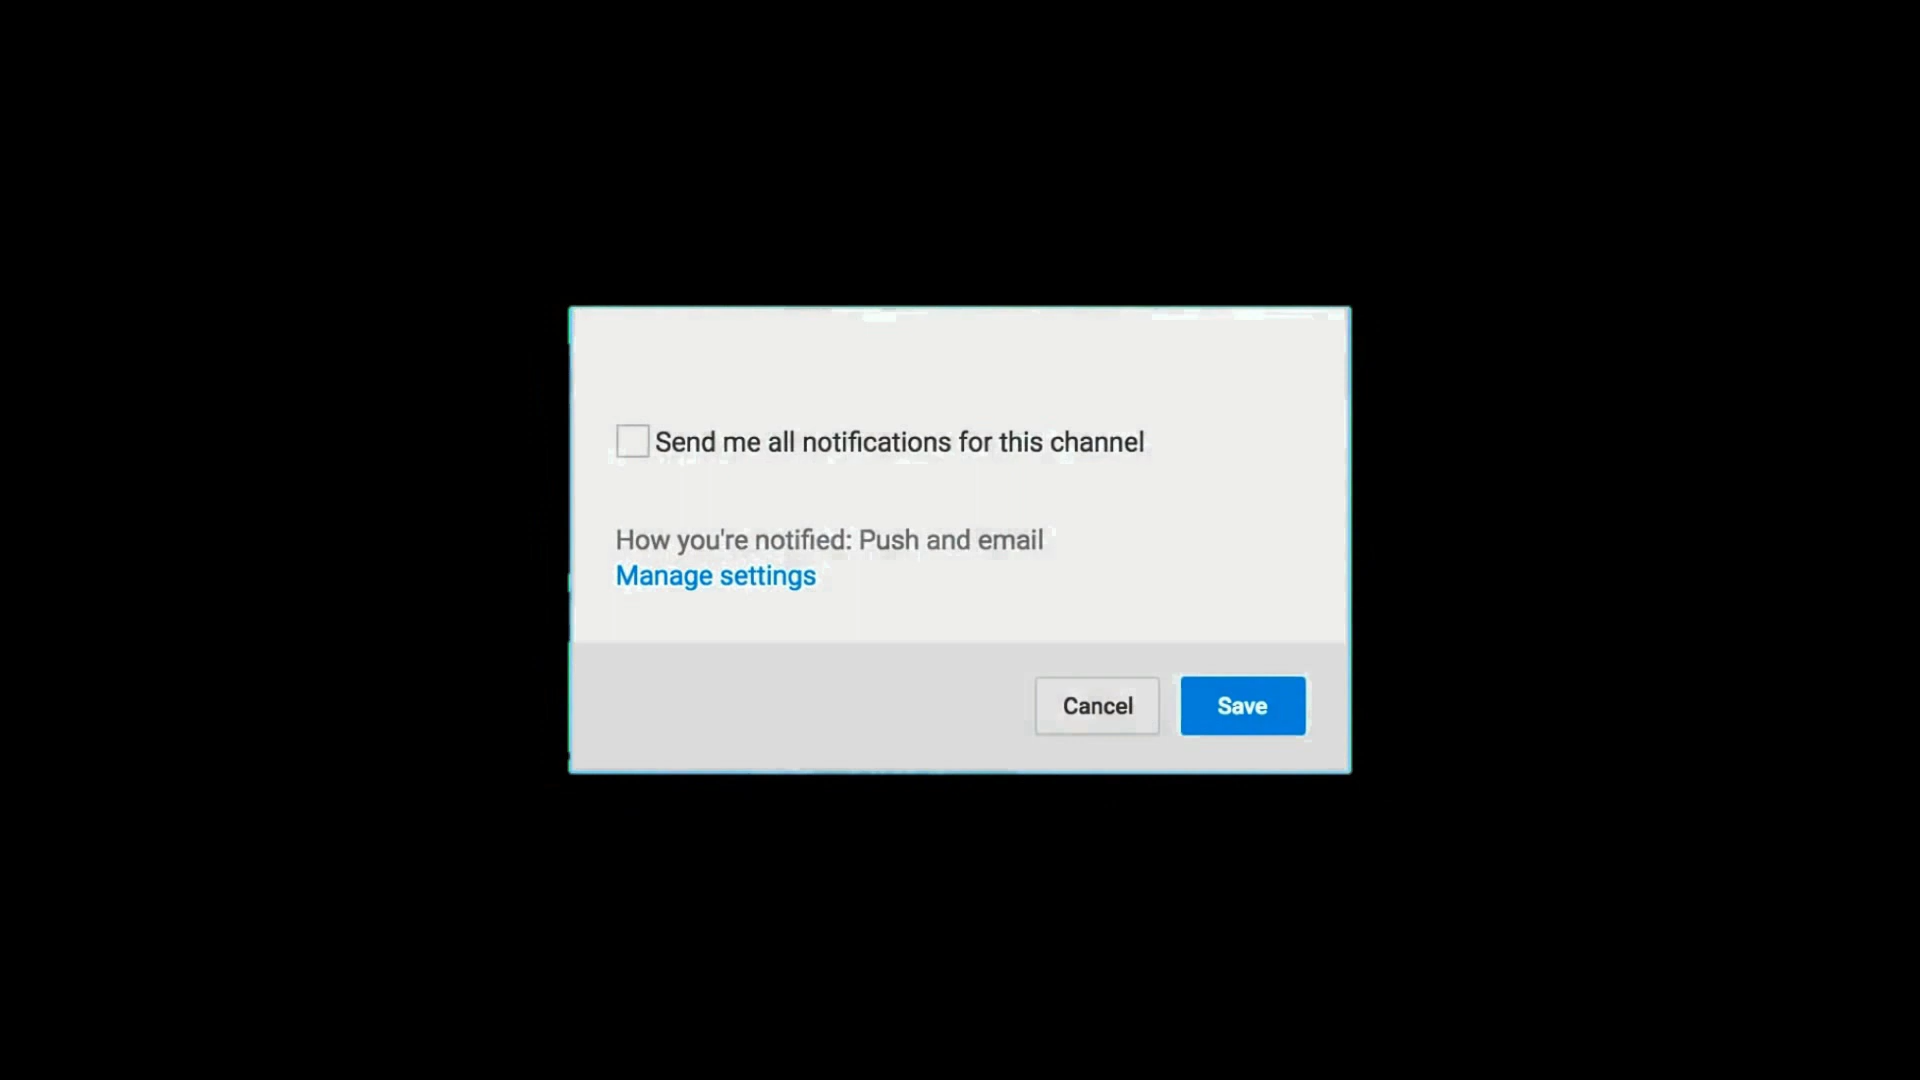 Send me all notifications for this channel
How you're notified: Push and email
Manage settings
Cancel
Save